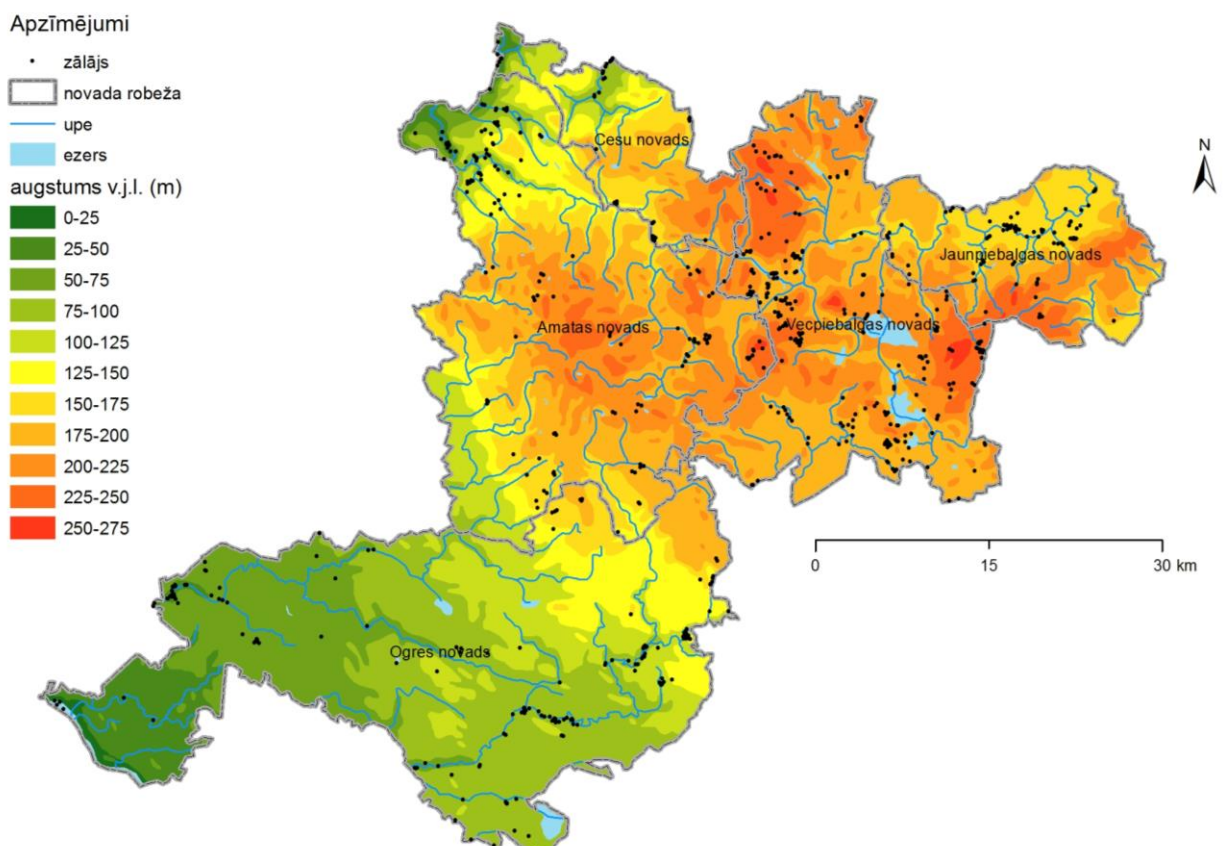 Apzīmējumi
zālājs
novada robeža
upe
ezers
augstums v.j.l. (m)
0-25
25-50
50-75
75-100
100-125
125-150
150-175
175-200
200-225
225-250
250-275
Cesu novads
N
Jaunpiebalgas novads
Amatas novads
Vecpiebalgas novads
0 15 30 km
Ogres novads